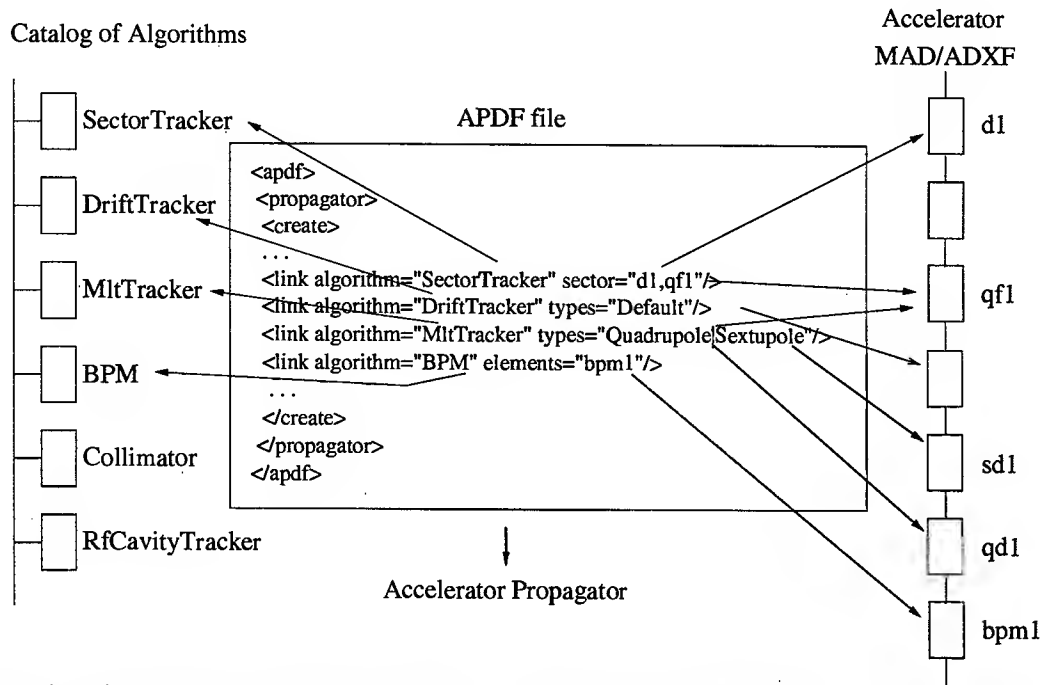 Catalog of Algorithms
SectorTracker
DriftTracker
MltTracker
BPM
Collimator
RfCavityTracker
APDF file
<apdf>
<propagator>
<create>
. . .
<link algorithm="SectorTracker" sector="d1,qf1"/>
<link algorithm="DriftTracker" types="Default"/>
<link algorithm="MltTracker" types="Quadrupole|Sextupole"/>
<link algorithm="BPM" elements="bpm1"/>
. . .
</create>
</propagator>
</apdf>
Accelerator Propagator
Accelerator
MAD/ADXF
d1
qf1
sd1
qd1
bpm1